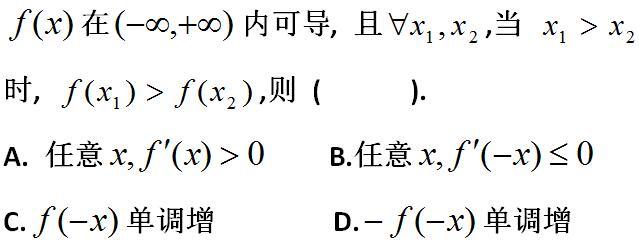 f(x) 在 (−∞,+∞) 内可导, 且 ∀x₁, x₂ ,当 x₁ > x₂
时, f(x₁) > f(x₂) ,则 ( ).
A. 任意 x, f′(x) > 0 B.任意 x, f′(−x) ≤ 0
C. f(−x) 单调增 D. − f(−x) 单调增